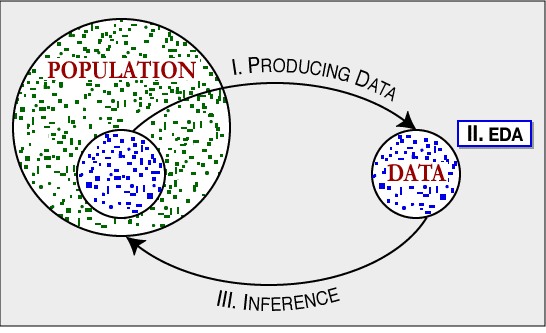 POPULATION
I. PRODUCING DATA
II. EDA
DATA
III. INFERENCE